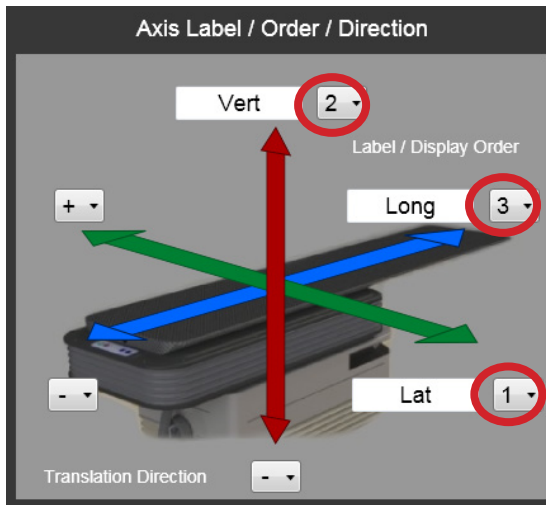 Axis Label / Order / Direction
Vert 2
Label / Display Order
+ Long 3
- Lat 1
Translation Direction -